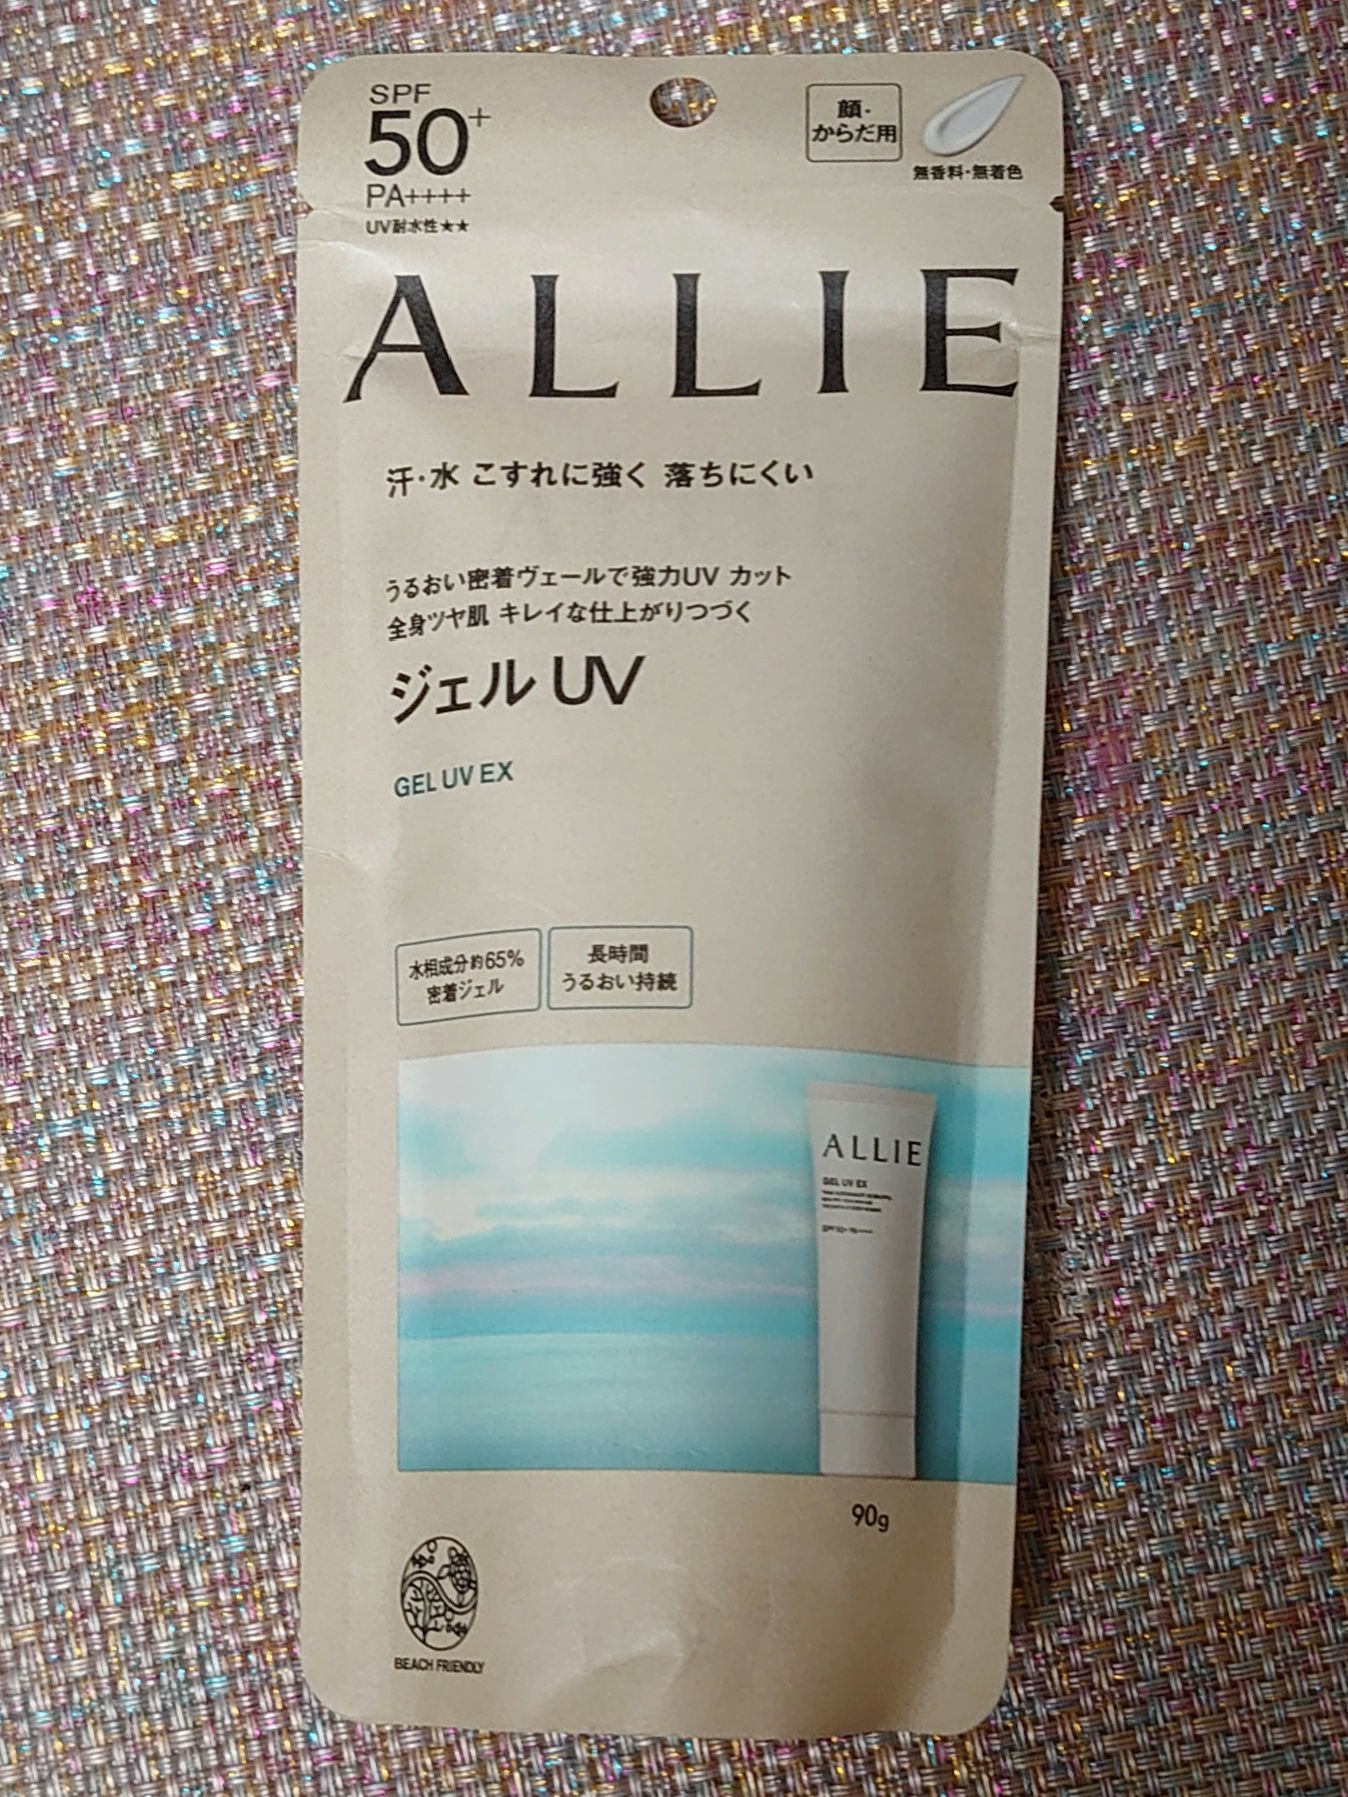 SPF
50+
PA++++
UV耐水性★★
顔・
からだ用
無香料・無着色
ALLIE
汗・水 こすれに強く 落ちにくい
うるおい密着ヴェールで強力UV カット
全身ツヤ肌 キレイな仕上がりつづく
ジェル UV
GEL UV EX
水相成分約65%
密着ジェル
長時間
うるおい持続
ALLIE
GEL UV EX
SPF 50+ PA++++
90g
BEACH FRIENDLY